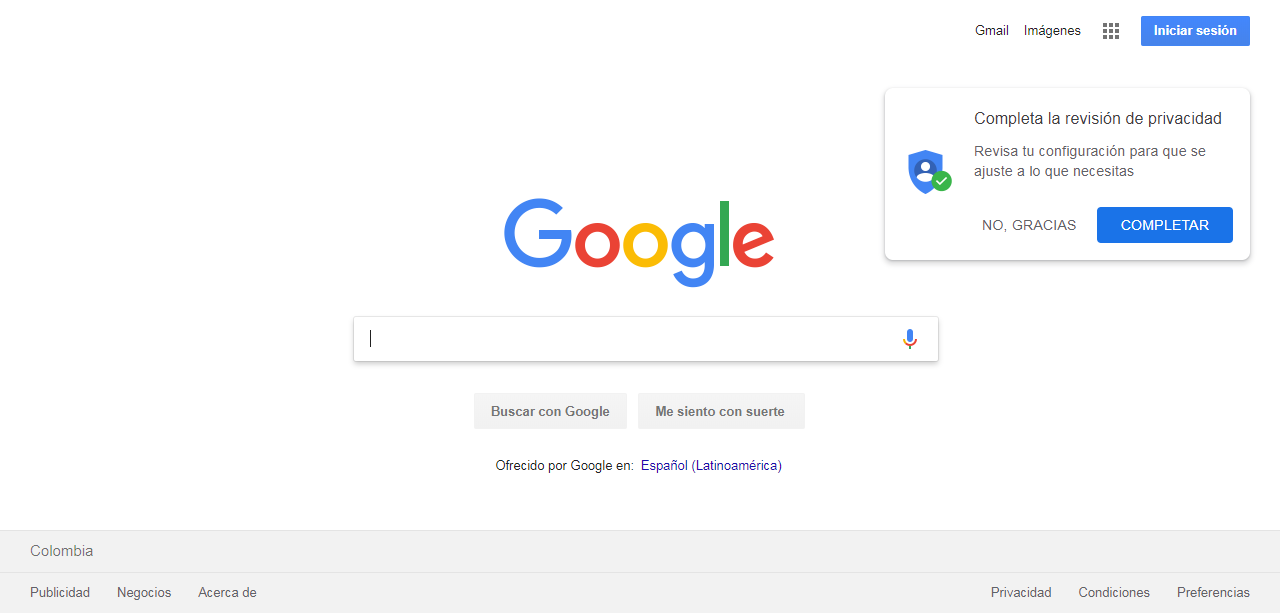 Gmail Imágenes Iniciar sesión
Completa la revisión de privacidad
Revisa tu configuración para que se
ajuste a lo que necesitas
NO, GRACIAS COMPLETAR
Google
Buscar con Google Me siento con suerte
Ofrecido por Google en: Español (Latinoamérica)
Colombia
Publicidad Negocios Acerca de Privacidad Condiciones Preferencias